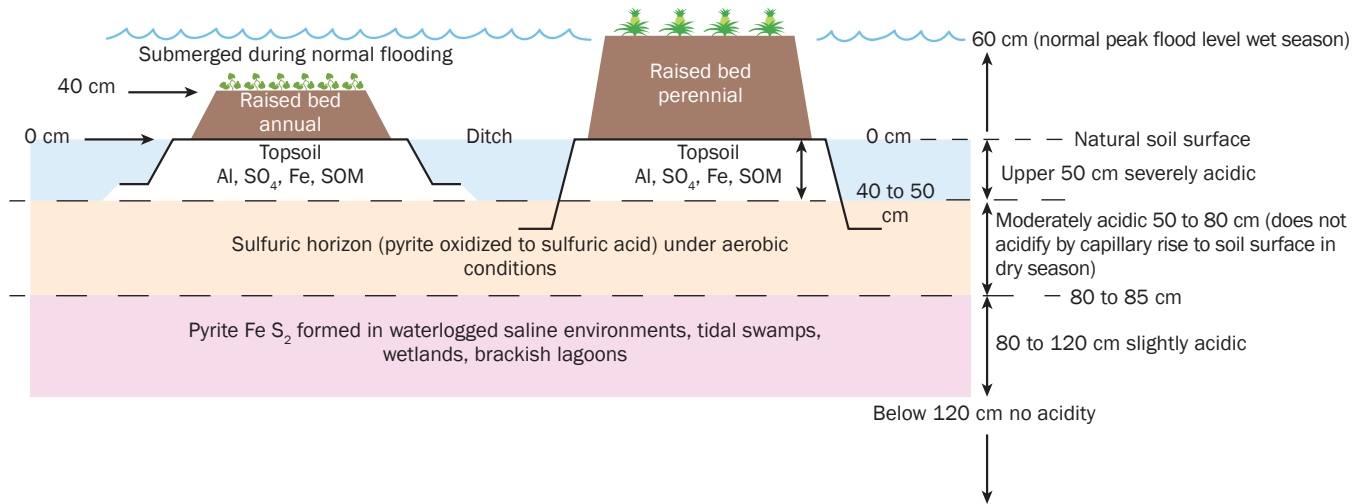 60 cm (normal peak flood level wet season)
Submerged during normal flooding
40 cm
Raised bed
annual
Raised bed
perennial
0 cm
Ditch
0 cm
Natural soil surface
Topsoil
Al, SO₄, Fe, SOM
Topsoil
Al, SO₄, Fe, SOM
40 to 50
cm
Upper 50 cm severely acidic
Sulfuric horizon (pyrite oxidized to sulfuric acid) under aerobic
conditions
Moderately acidic 50 to 80 cm (does not
acidify by capillary rise to soil surface in
dry season)
80 to 85 cm
Pyrite Fe S₂ formed in waterlogged saline environments, tidal swamps,
wetlands, brackish lagoons
80 to 120 cm slightly acidic
Below 120 cm no acidity